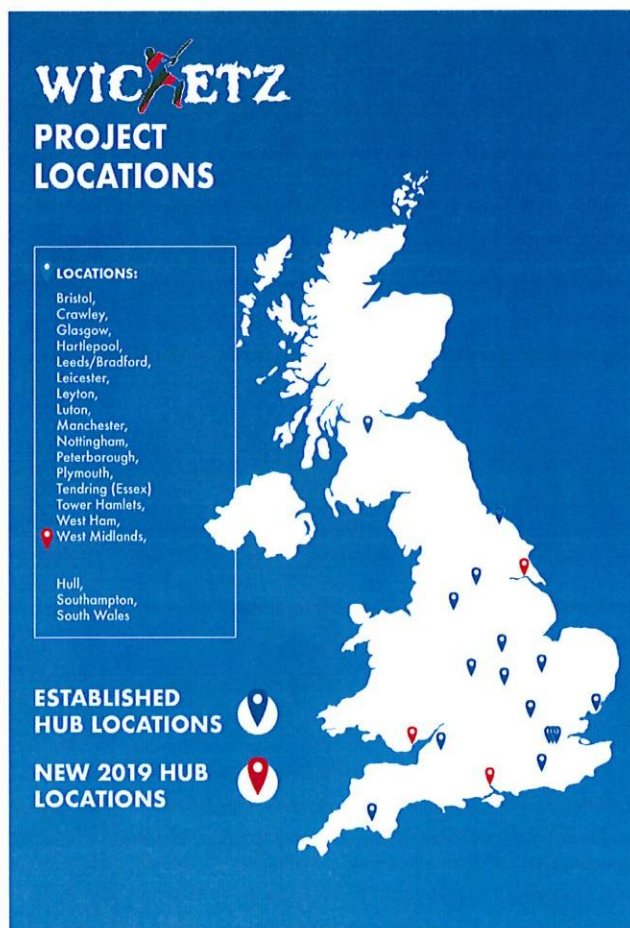 WICKETZ
PROJECT
LOCATIONS
LOCATIONS:
Bristol,
Crawley,
Glasgow,
Hartlepool,
Leeds/Bradford,
Leicester,
Leyton,
Luton,
Manchester,
Nottingham,
Peterborough,
Plymouth,
Tendring (Essex)
Tower Hamlets,
West Ham,
West Midlands,
Hull,
Southampton,
South Wales
ESTABLISHED
HUB LOCATIONS
NEW 2019 HUB
LOCATIONS